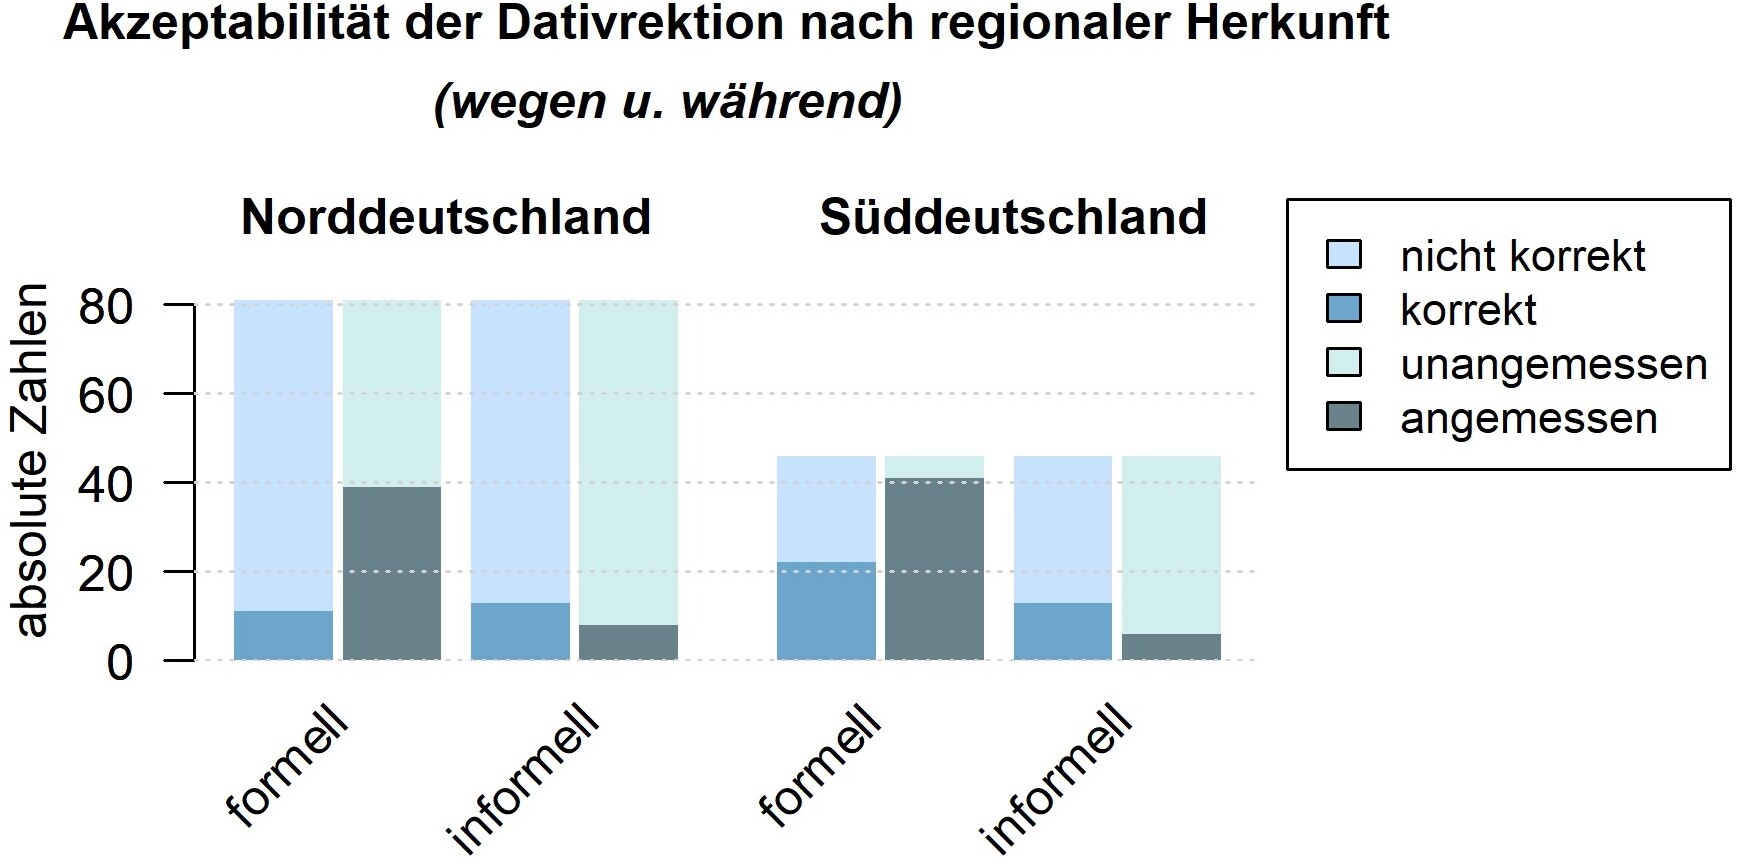 Akzeptabilität der Dativrektion nach regionaler Herkunft
(wegen u. während)
Norddeutschland
Süddeutschland
nicht korrekt
korrekt
unangemessen
angemessen
absolute Zahlen
80
60
40
20
0
formell
informell
formell
informell